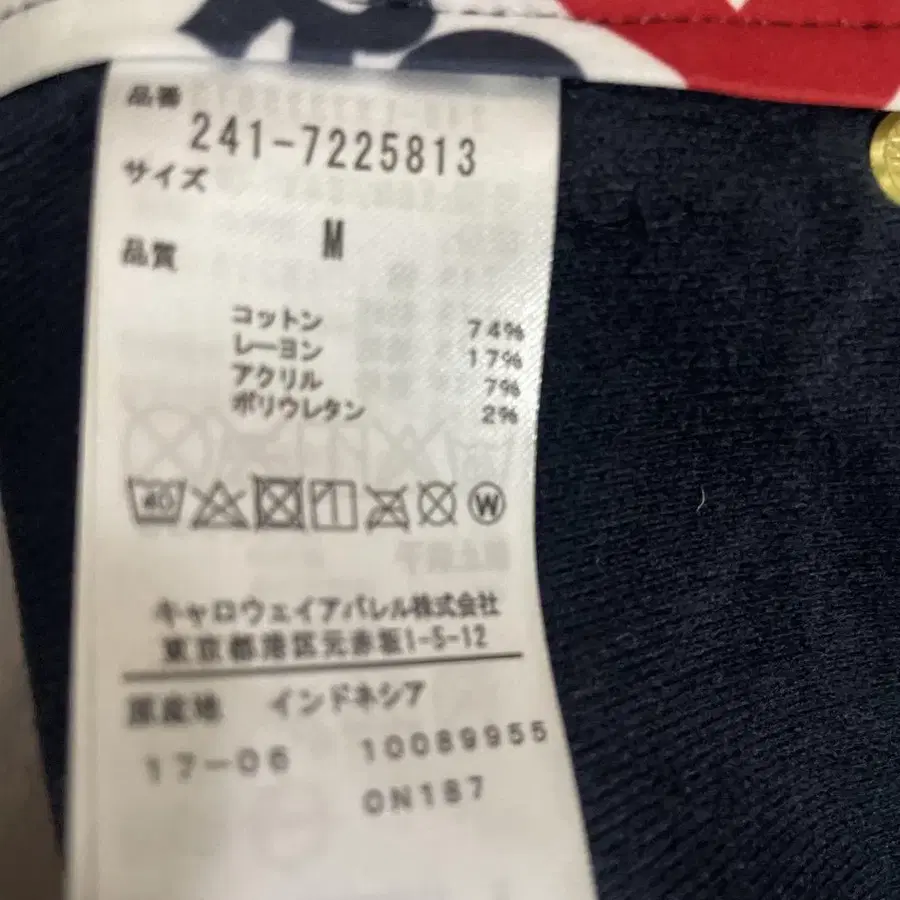 品番
241-7225813
サイズ
M
品質
コットン 74%
レーヨン 17%
アクリル 7%
ポリウレタン 2%
40
W
キャロウェイアパレル株式会社
東京都港区元赤坂1-5-12
原産地 インドネシア
17-06 10089955
0N187